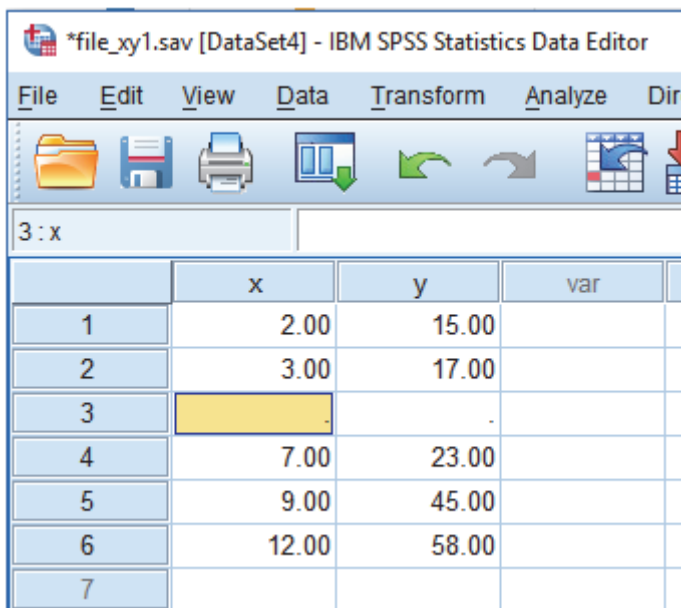 *file_xy1.sav [DataSet4] - IBM SPSS Statistics Data Editor
File Edit View Data Transform Analyze Dir
3 : x
x y var
1 2.00 15.00
2 3.00 17.00
3 . .
4 7.00 23.00
5 9.00 45.00
6 12.00 58.00
7